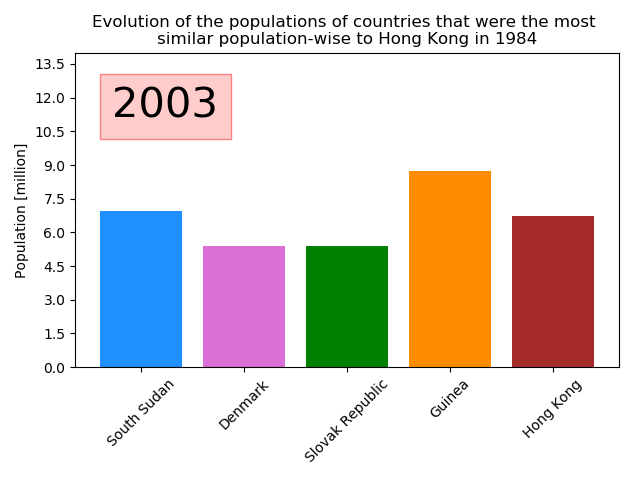 Evolution of the populations of countries that were the most
similar population-wise to Hong Kong in 1984
2003
Population [million]
13.5
12.0
10.5
9.0
7.5
6.0
4.5
3.0
1.5
0.0
South Sudan
Denmark
Slovak Republic
Guinea
Hong Kong